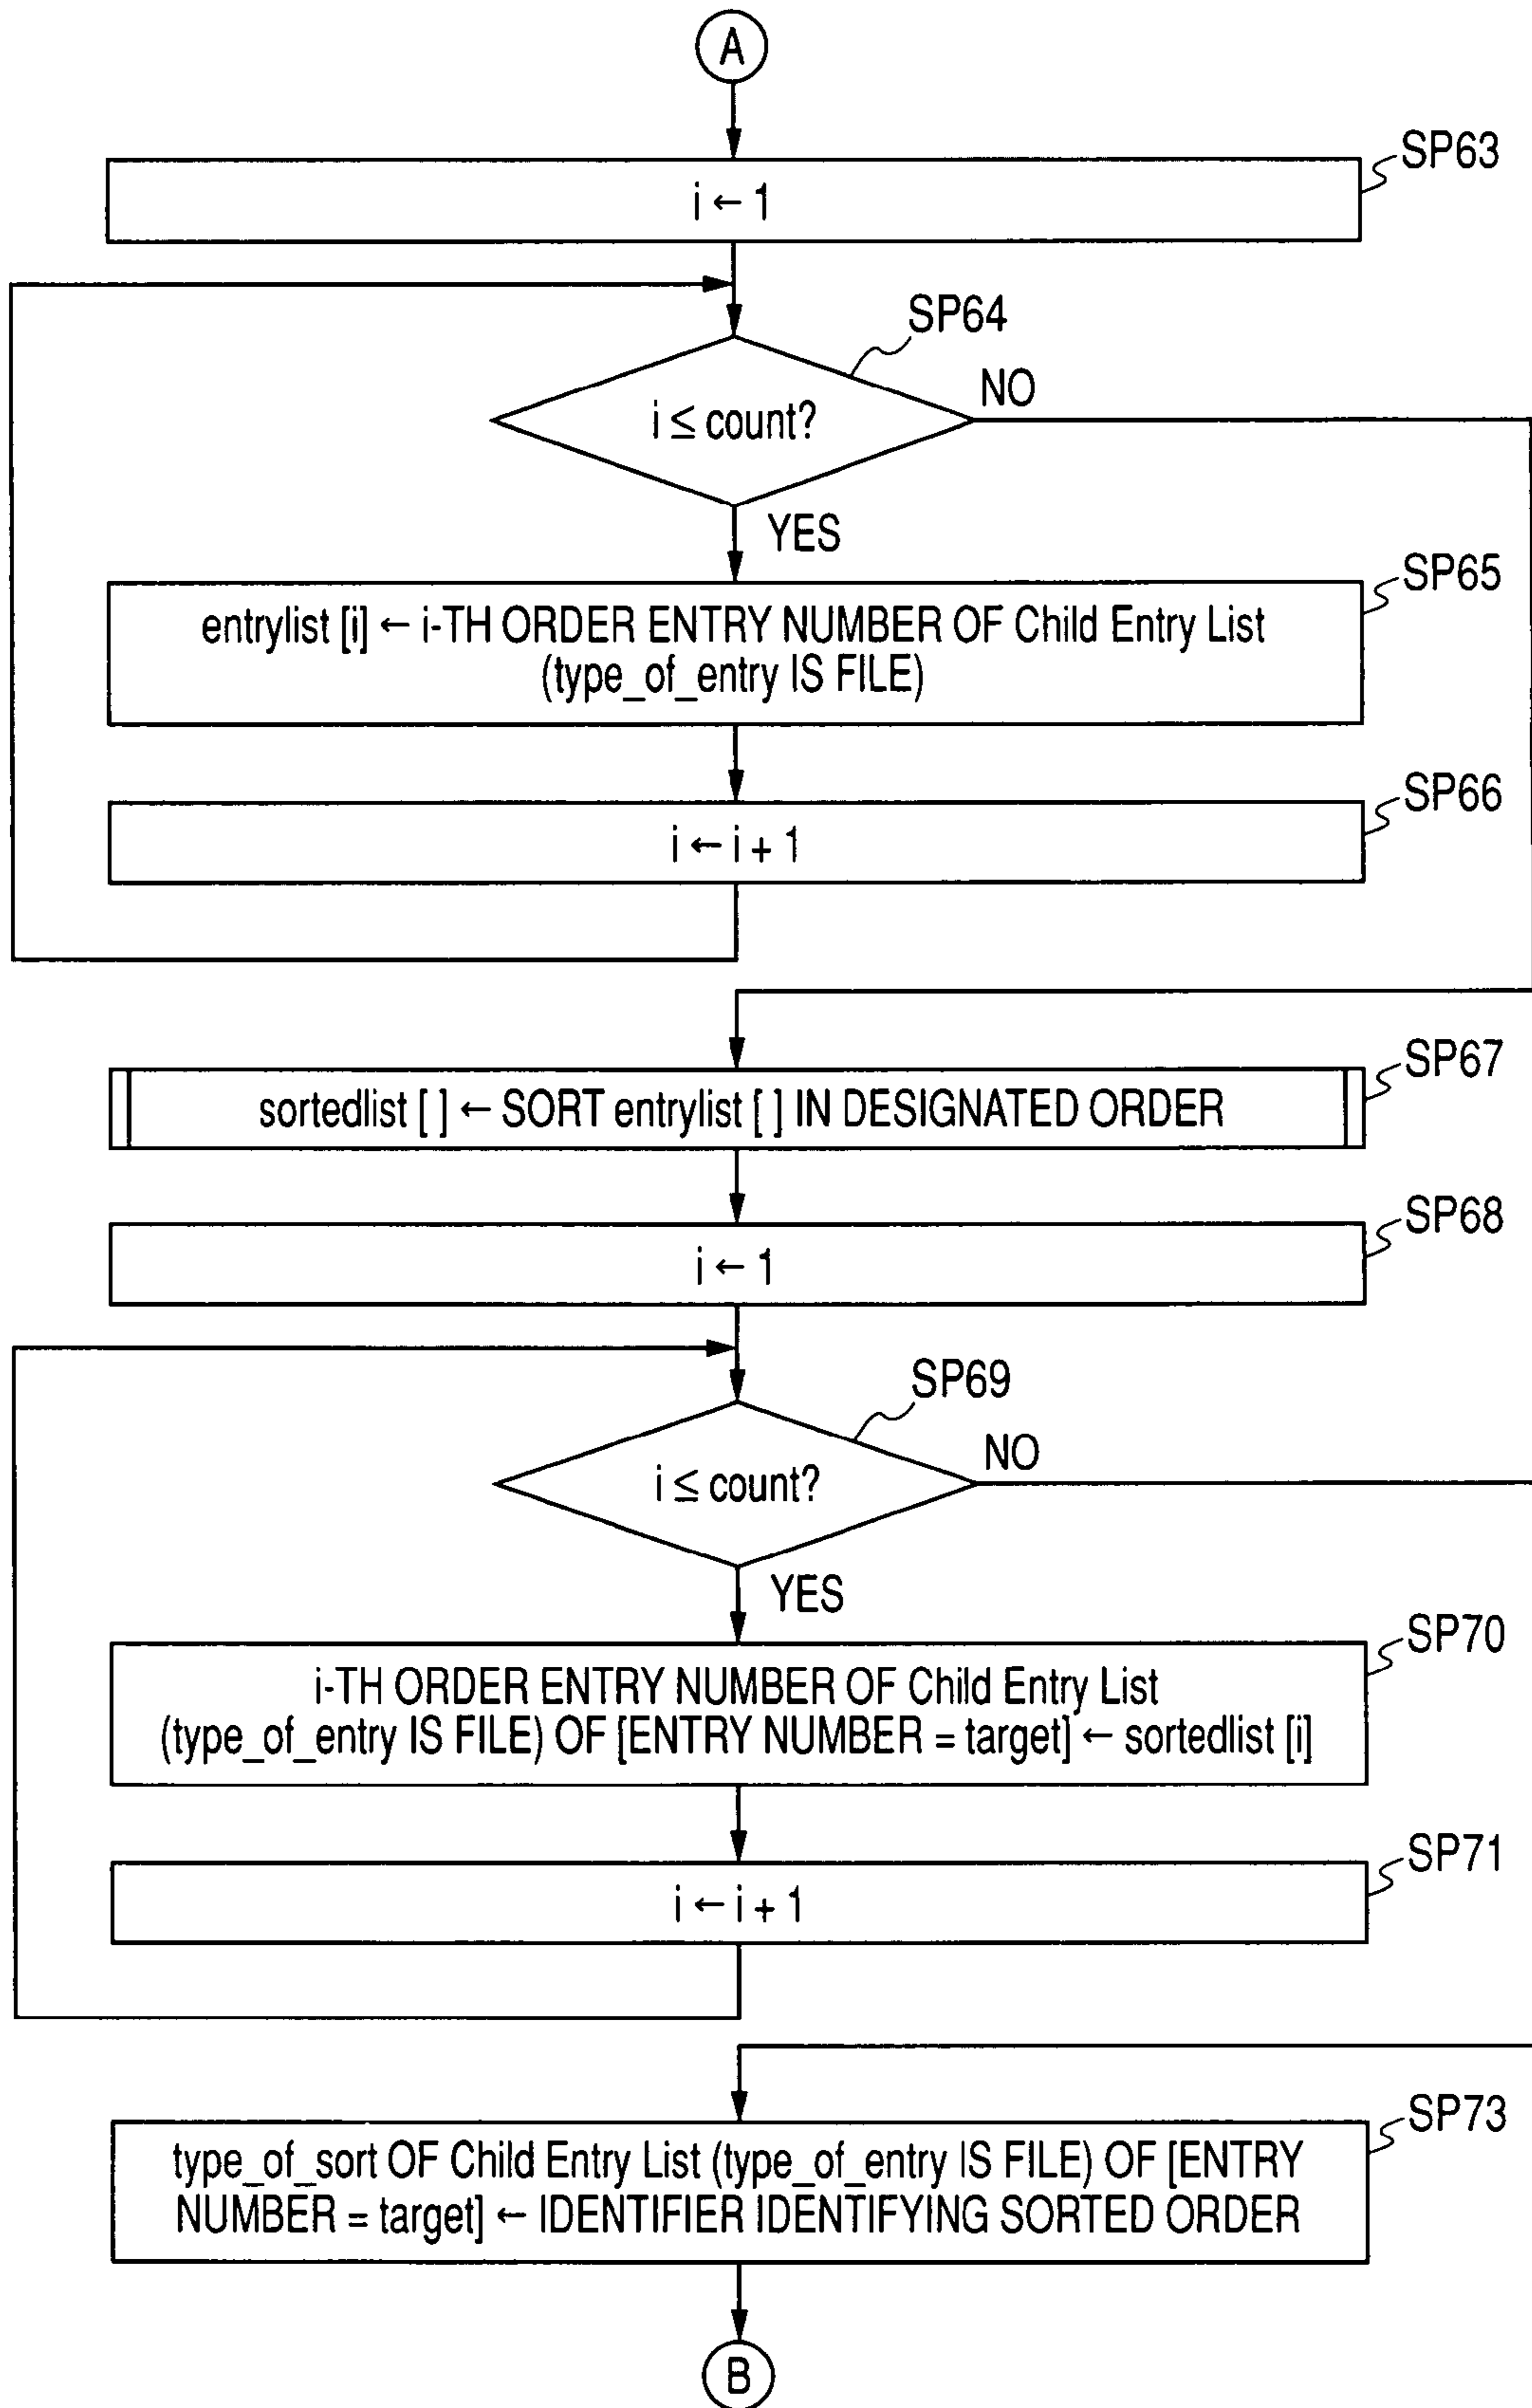 A
SP63
i ← 1
SP64
NO
i ≤ count?
YES
SP65
entrylist [i] ← i-TH ORDER ENTRY NUMBER OF Child Entry List
(type_of_entry IS FILE)
SP66
i ← i + 1
SP67
sortedlist [ ] ← SORT entrylist [ ] IN DESIGNATED ORDER
SP68
i ← 1
SP69
NO
i ≤ count?
YES
SP70
i-TH ORDER ENTRY NUMBER OF Child Entry List
(type_of_entry IS FILE) OF [ENTRY NUMBER = target] ← sortedlist [i]
SP71
i ← i + 1
SP73
type_of_sort OF Child Entry List (type_of_entry IS FILE) OF [ENTRY
NUMBER = target] ← IDENTIFIER IDENTIFYING SORTED ORDER
B